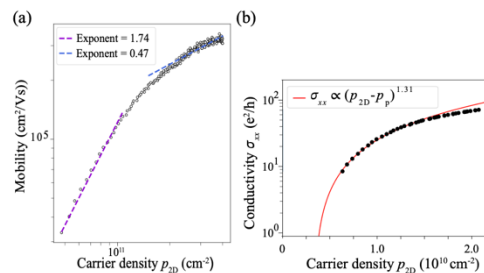 (a)
Exponent = 1.74
Exponent = 0.47
Mobility (cm²/Vs)
10⁵
10¹¹
Carrier density p₂D (cm⁻²)
(b)
σₓₓ ∝ (p₂D-pₚ)¹·³¹
Conductivity σₓₓ (e²/h)
10²
10¹
10⁰
0
1.0
2.0
Carrier density p₂D (10¹⁰ cm⁻²)